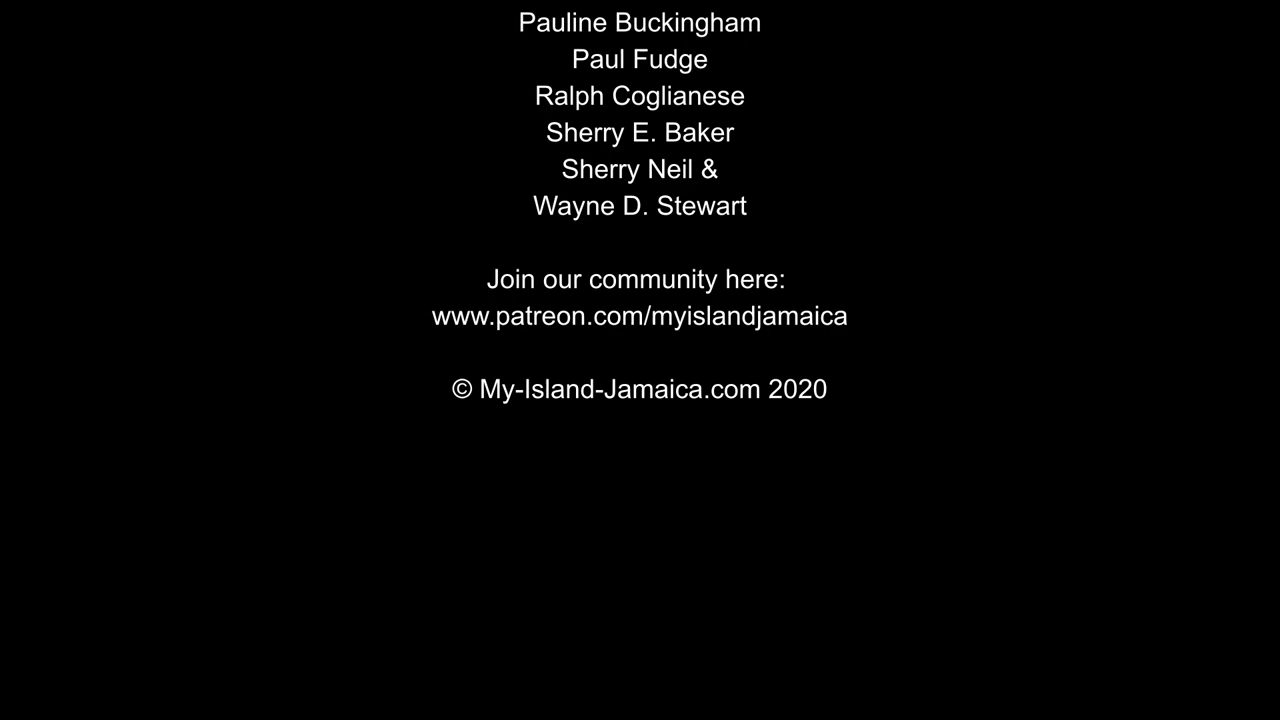 Pauline Buckingham
Paul Fudge
Ralph Coglianese
Sherry E. Baker
Sherry Neil &
Wayne D. Stewart
Join our community here:
www.patreon.com/myislandjamaica
© My-Island-Jamaica.com 2020